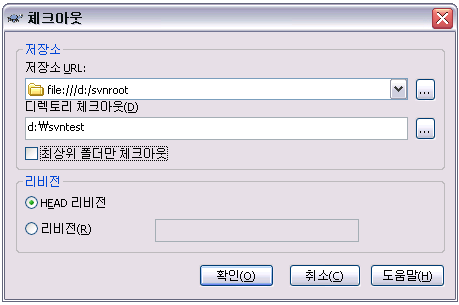 체크아웃
저장소
저장소 URL:
file:///d:/svnroot
...
디렉토리 체크아웃(D)
d:₩svntest
...
최상위 폴더만 체크아웃
리비전
HEAD 리비전
리비전(R)
확인(O) 취소(C) 도움말(H)